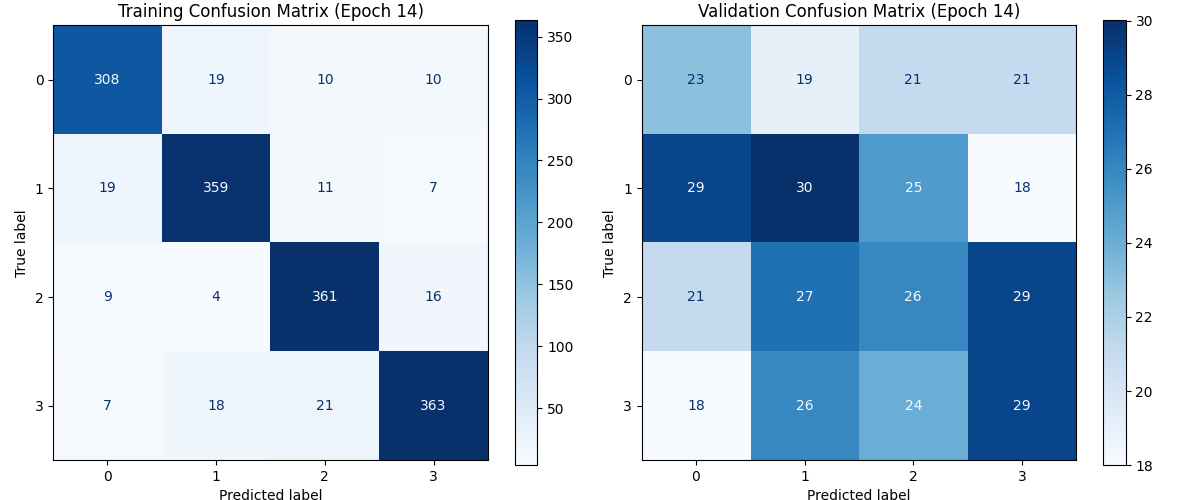 Training Confusion Matrix (Epoch 14)
True label
0 308 19 10 10
1 19 359 11 7
2 9 4 361 16
3 7 18 21 363
0 1 2 3
Predicted label
350
300
250
200
150
100
50
Validation Confusion Matrix (Epoch 14)
True label
0 23 19 21 21
1 29 30 25 18
2 21 27 26 29
3 18 26 24 29
0 1 2 3
Predicted label
30
28
26
24
22
20
18